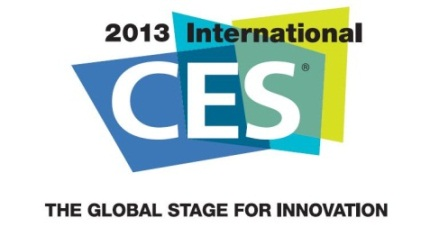 2013 International
CES®
THE GLOBAL STAGE FOR INNOVATION